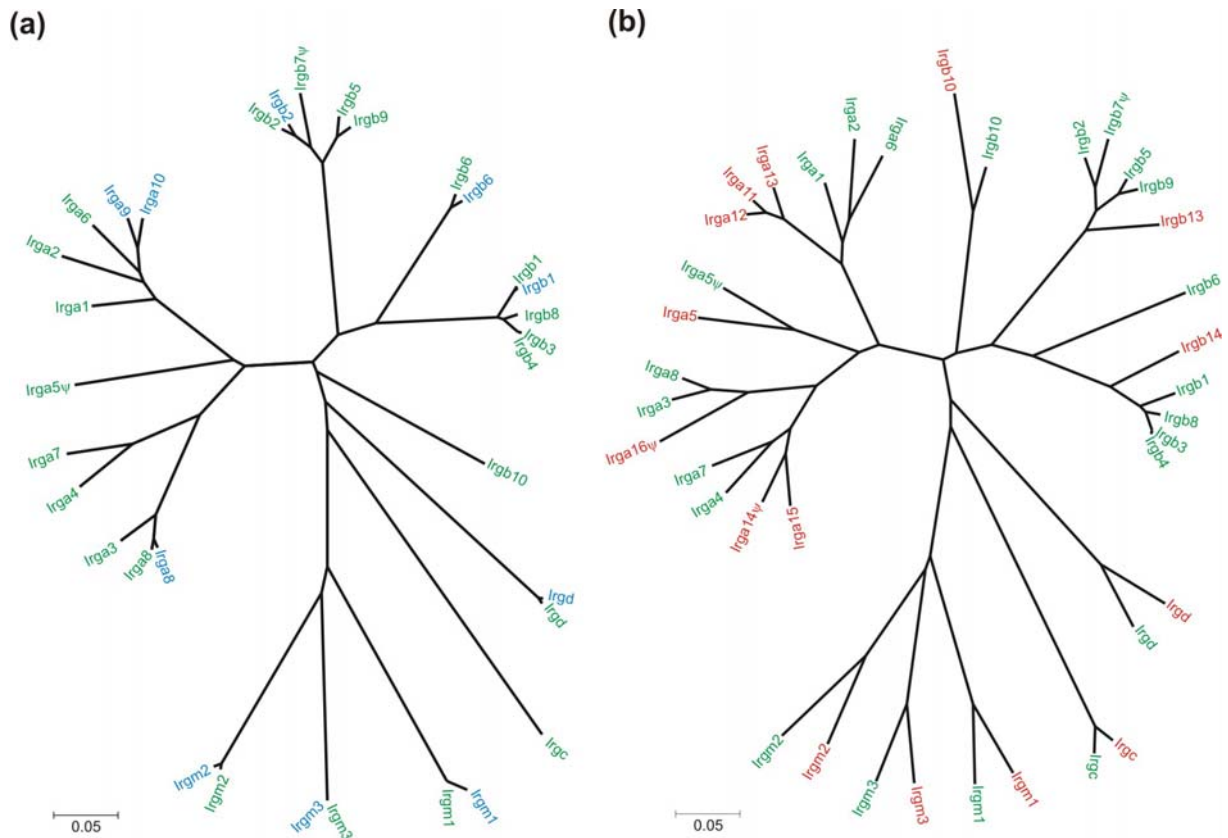 (a)
Irgb7ψ
Irgb2
Irgb2
Irgb5
Irgb9
Irgb6
Irgb6
Irga10
Irga9
Irga6
Irga2
Irga1
Irgb1
Irgb1
Irgb8
Irgb3
Irgb4
Irga5ψ
Irga7
Irga4
Irgb10
Irga3
Irga8
Irga8
Irgd
Irgd
Irgc
Irgm2
Irgm2
Irgm3
Irgm3
Irgm1
Irgm1
0.05
(b)
Irgb10
Irgb10
Irga2
Irga6
Irga1
Irga13
Irga11
Irga12
Irgb2
Irgb7ψ
Irgb5
Irgb9
Irgb13
Irga5ψ
Irga5
Irgb6
Irgb14
Irga8
Irga3
Irga16ψ
Irgb1
Irgb8
Irgb3
Irgb4
Irga7
Irga4
Irga14ψ
Irga15
Irgd
Irgd
Irgc
Irgc
Irgm2
Irgm2
Irgm3
Irgm3
Irgm1
Irgm1
0.05